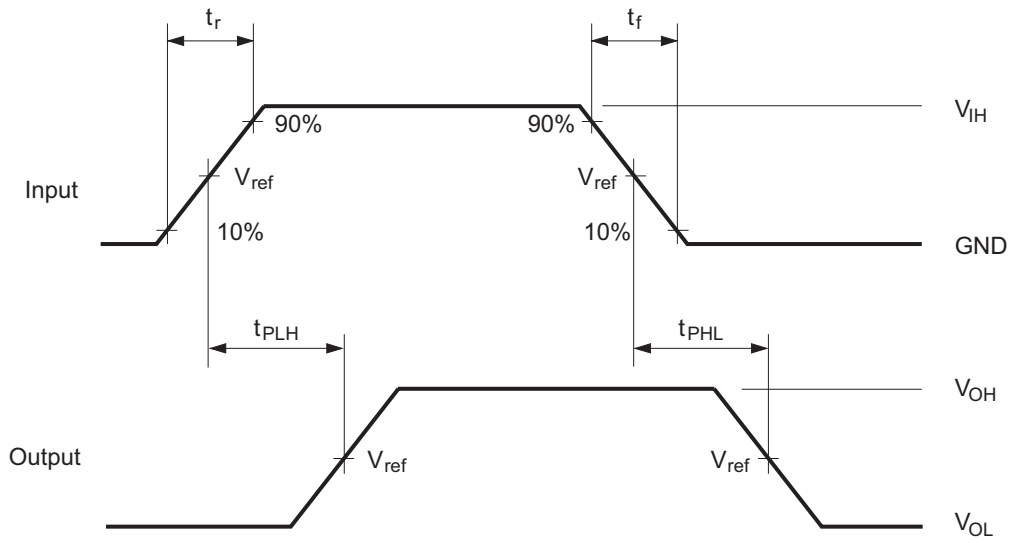 tr
tf
90%
90%
VIH
Vref
Vref
Input
10%
10%
GND
tPLH
tPHL
VOH
Output
Vref
Vref
VOL